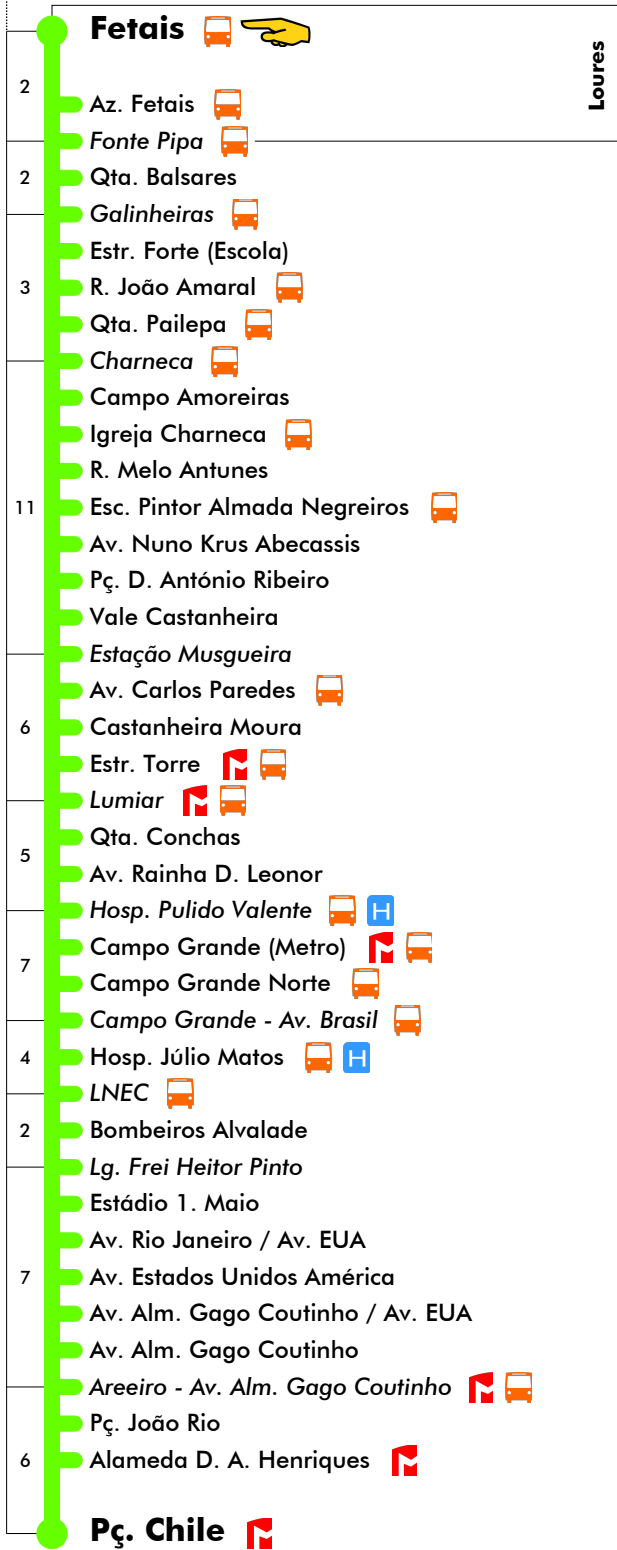 Fetais
Loures
2
Az. Fetais
Fonte Pipa
2
Qta. Balsares
Galinheiras
Estr. Forte (Escola)
3
R. João Amaral
Qta. Pailepa
Charneca
Campo Amoreiras
Igreja Charneca
R. Melo Antunes
11
Esc. Pintor Almada Negreiros
Av. Nuno Krus Abecassis
Pç. D. António Ribeiro
Vale Castanheira
Estação Musgueira
Av. Carlos Paredes
6
Castanheira Moura
Estr. Torre
Lumiar
Qta. Conchas
5
Av. Rainha D. Leonor
Hosp. Pulido Valente H
Campo Grande (Metro)
7
Campo Grande Norte
Campo Grande - Av. Brasil
4
Hosp. Júlio Matos H
LNEC
2
Bombeiros Alvalade
Lg. Frei Heitor Pinto
Estádio 1. Maio
Av. Rio Janeiro / Av. EUA
7
Av. Estados Unidos América
Av. Alm. Gago Coutinho / Av. EUA
Av. Alm. Gago Coutinho
Areeiro - Av. Alm. Gago Coutinho
Pç. João Rio
6
Alameda D. A. Henriques
Pç. Chile